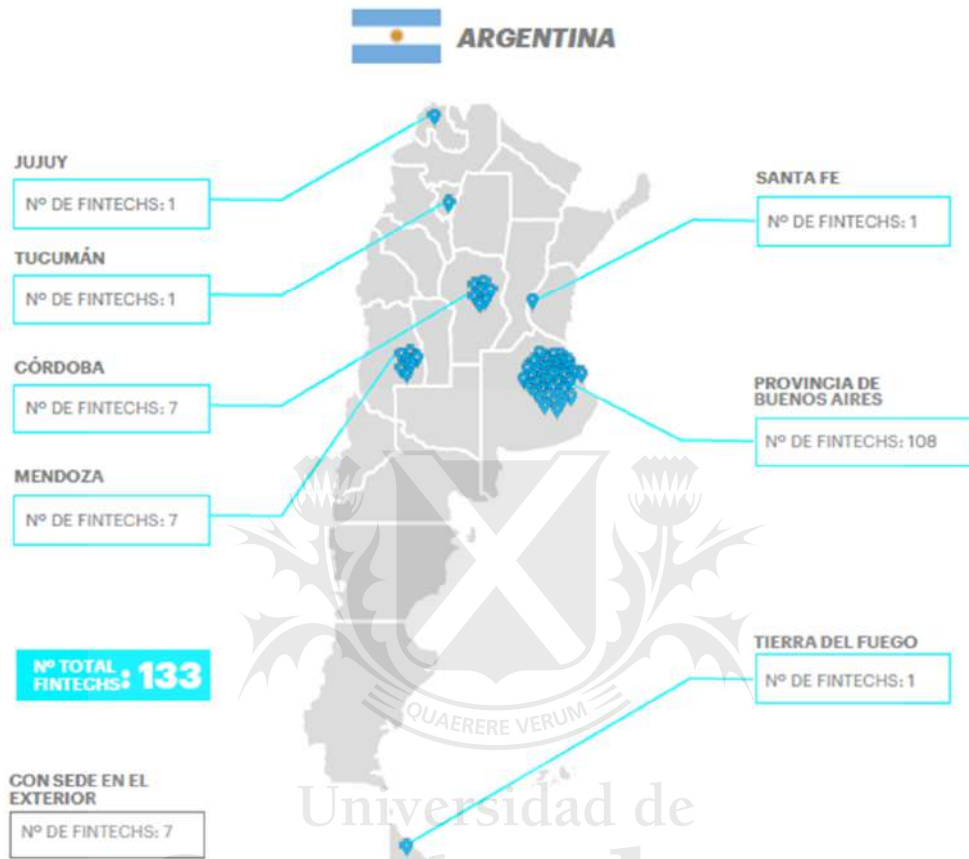 ARGENTINA
JUJUY
Nº DE FINTECHS: 1
TUCUMÁN
Nº DE FINTECHS: 1
CÓRDOBA
Nº DE FINTECHS: 7
MENDOZA
Nº DE FINTECHS: 7
Nº TOTAL
FINTECHS: 133
CON SEDE EN EL
EXTERIOR
Nº DE FINTECHS: 7
SANTA FE
Nº DE FINTECHS: 1
PROVINCIA DE
BUENOS AIRES
Nº DE FINTECHS: 108
TIERRA DEL FUEGO
Nº DE FINTECHS: 1
QUAERERE VERUM
Universidad de